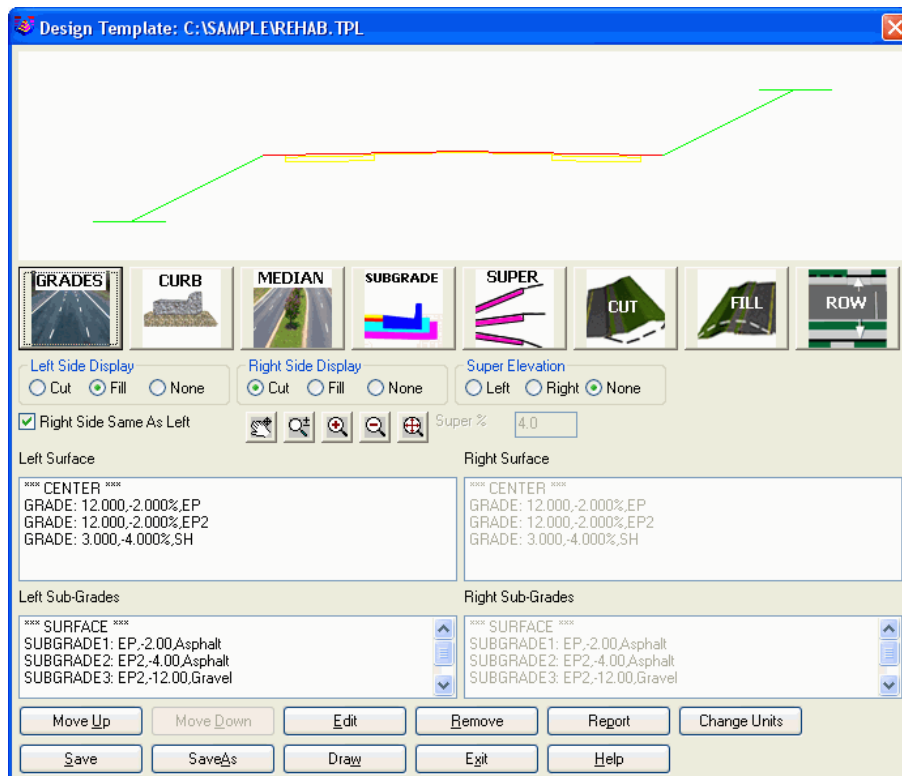 Design Template: C:\SAMPLE\REHAB.TPL
GRADES
CURB
MEDIAN
SUBGRADE
SUPER
CUT
FILL
ROW
Left Side Display
Cut
Fill
None
Right Side Display
Cut
Fill
None
Super Elevation
Left
Right
None
Right Side Same As Left
Super %
4.0
Left Surface
*** CENTER ***
GRADE: 12.000,-2.000%,EP
GRADE: 12.000,-2.000%,EP2
GRADE: 3.000,-4.000%,SH
Right Surface
*** CENTER ***
GRADE: 12.000,-2.000%,EP
GRADE: 12.000,-2.000%,EP2
GRADE: 3.000,-4.000%,SH
Left Sub-Grades
*** SURFACE ***
SUBGRADE1: EP,-2.00,Asphalt
SUBGRADE2: EP2,-4.00,Asphalt
SUBGRADE3: EP2,-12.00,Gravel
Right Sub-Grades
*** SURFACE ***
SUBGRADE1: EP,-2.00,Asphalt
SUBGRADE2: EP2,-4.00,Asphalt
SUBGRADE3: EP2,-12.00,Gravel
Move Up
Move Down
Edit
Remove
Report
Change Units
Save
SaveAs
Draw
Exit
Help